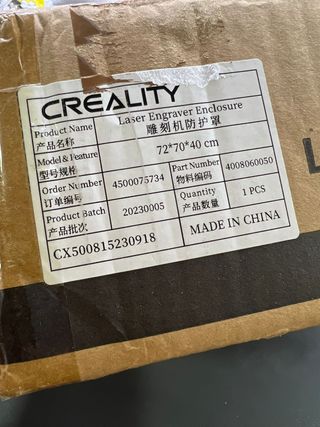 CREALITY
Product Name
产品名称
Laser Engraver Enclosure
雕刻机防护罩
Model & Feature
型号规格
72*70*40 cm
Order Number
订单编号
4500075734
Part Number
物料编码
4008060050
Product Batch
产品批次
20230005
Quantity
产品数量
1 PCS
CX500815230918
MADE IN CHINA
L